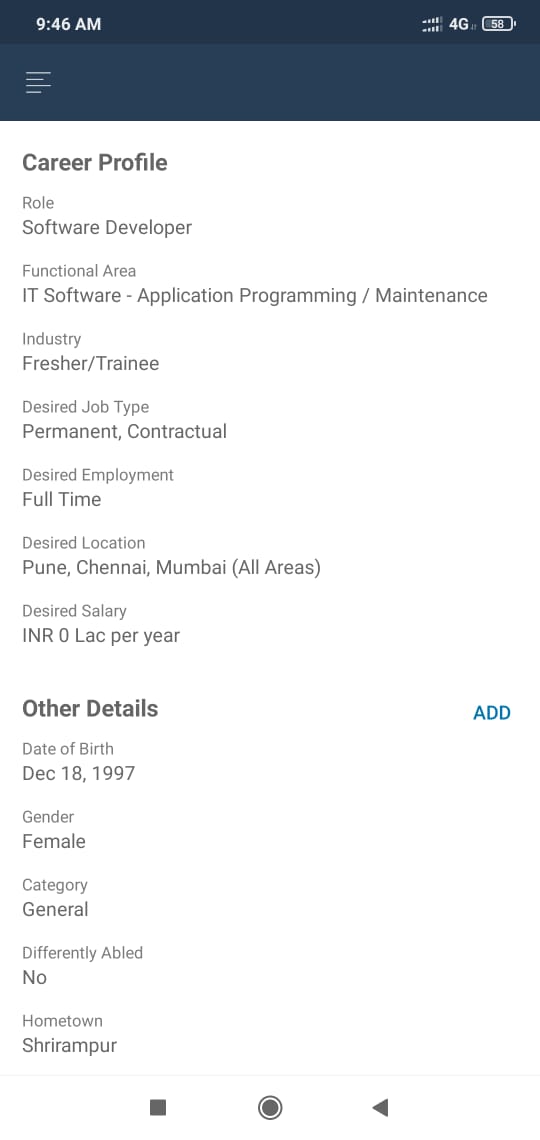 9:46 AM
4G
58
Career Profile
Role
Software Developer
Functional Area
IT Software - Application Programming / Maintenance
Industry
Fresher/Trainee
Desired Job Type
Permanent, Contractual
Desired Employment
Full Time
Desired Location
Pune, Chennai, Mumbai (All Areas)
Desired Salary
INR 0 Lac per year
Other Details
ADD
Date of Birth
Dec 18, 1997
Gender
Female
Category
General
Differently Abled
No
Hometown
Shrirampur